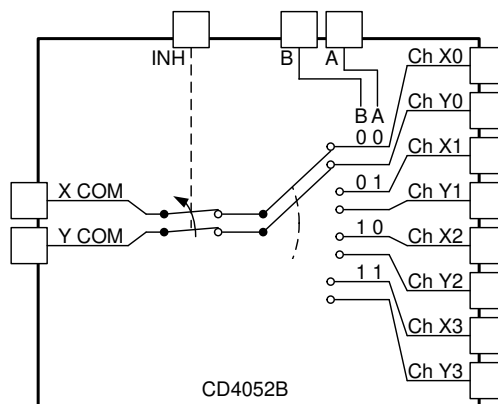 INH B A
Ch X0
B A
Ch Y0
0 0
Ch X1
0 1
X COM
Ch Y1
Y COM
1 0
Ch X2
1 1
Ch Y2
Ch X3
Ch Y3
CD4052B